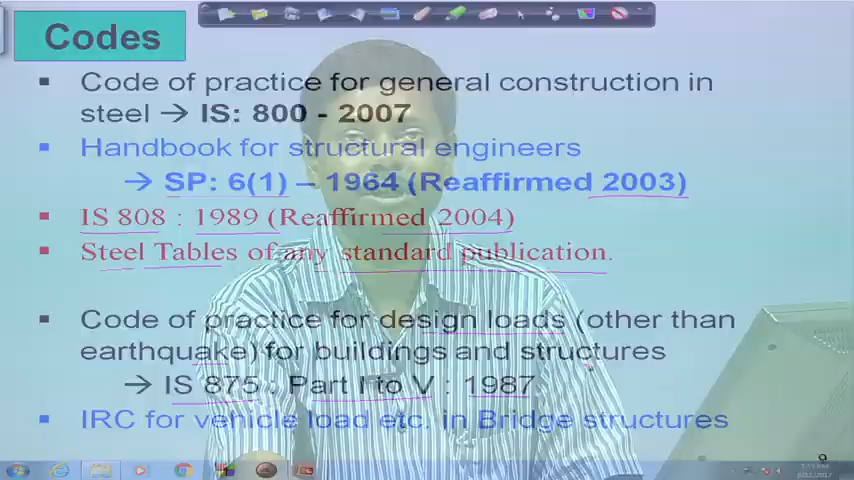 Codes
▪ Code of practice for general construction in
steel → IS: 800 - 2007
▪ Handbook for structural engineers
→ SP: 6(1) – 1964 (Reaffirmed 2003)
▪ IS 808 : 1989 (Reaffirmed 2004)
▪ Steel Tables of any standard publication.
▪ Code of practice for design loads (other than
earthquake) for buildings and structures
→ IS 875 : Part I to V : 1987
▪ IRC for vehicle load etc. in Bridge structures
9